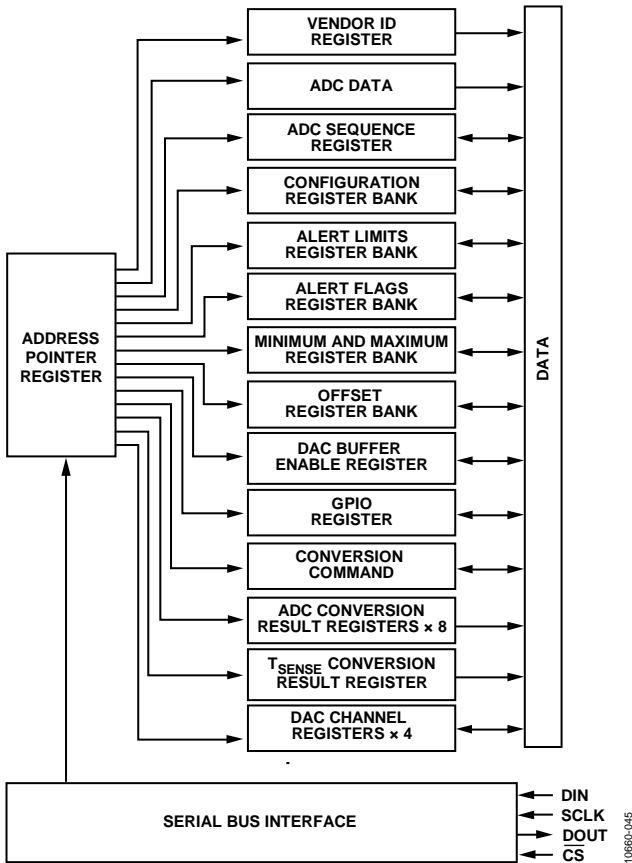 VENDOR ID
REGISTER
ADC DATA
ADC SEQUENCE
REGISTER
CONFIGURATION
REGISTER BANK
ALERT LIMITS
REGISTER BANK
ALERT FLAGS
REGISTER BANK
MINIMUM AND MAXIMUM
REGISTER BANK
OFFSET
REGISTER BANK
DAC BUFFER
ENABLE REGISTER
GPIO
REGISTER
CONVERSION
COMMAND
ADC CONVERSION
RESULT REGISTERS × 8
TSENSE CONVERSION
RESULT REGISTER
DAC CHANNEL
REGISTERS × 4
ADDRESS
POINTER
REGISTER
DATA
SERIAL BUS INTERFACE
DIN
SCLK
DOUT
CS
10660-045